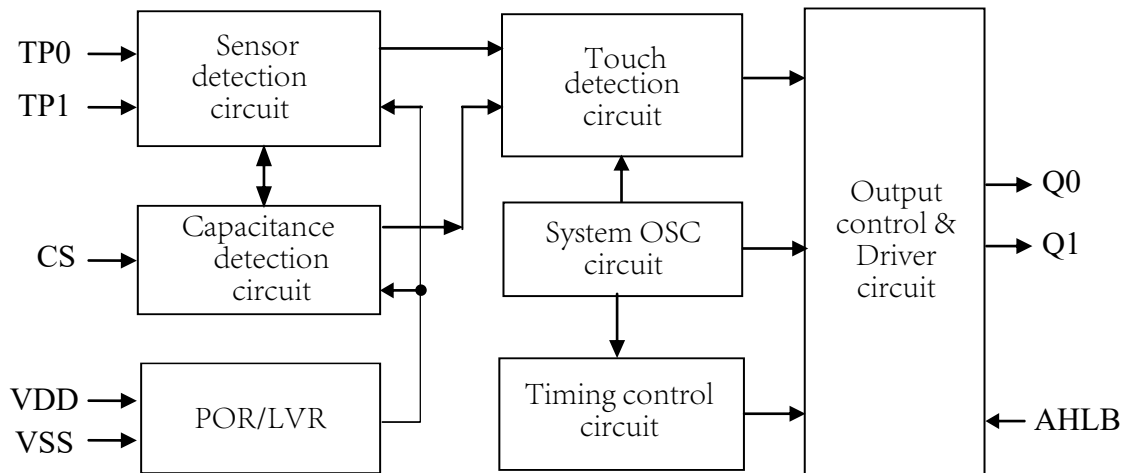 TP0
TP1
Sensor
detection
circuit
Touch
detection
circuit
CS
Capacitance
detection
circuit
System OSC
circuit
Output
control &
Driver
circuit
Q0
Q1
VDD
VSS
POR/LVR
Timing control
circuit
AHLB